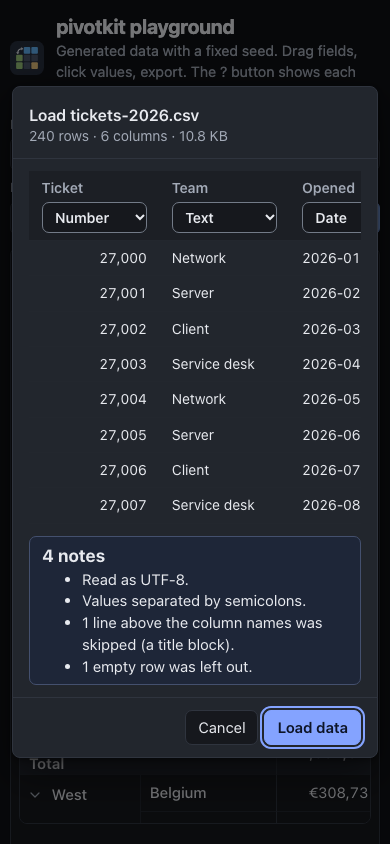 pivotkit playground
Generated data with a fixed seed. Drag fields,
click values, export. The ? button shows each
Load tickets-2026.csv
240 rows · 6 columns · 10.8 KB
Ticket Team Opened
Number Text Date
27,000 Network 2026-01
27,001 Server 2026-02
27,002 Client 2026-03
27,003 Service desk 2026-04
27,004 Network 2026-05
27,005 Server 2026-06
27,006 Client 2026-07
27,007 Service desk 2026-08
4 notes
• Read as UTF-8.
• Values separated by semicolons.
• 1 line above the column names was
skipped (a title block).
• 1 empty row was left out.
Cancel Load data
Total
West Belgium €308,73